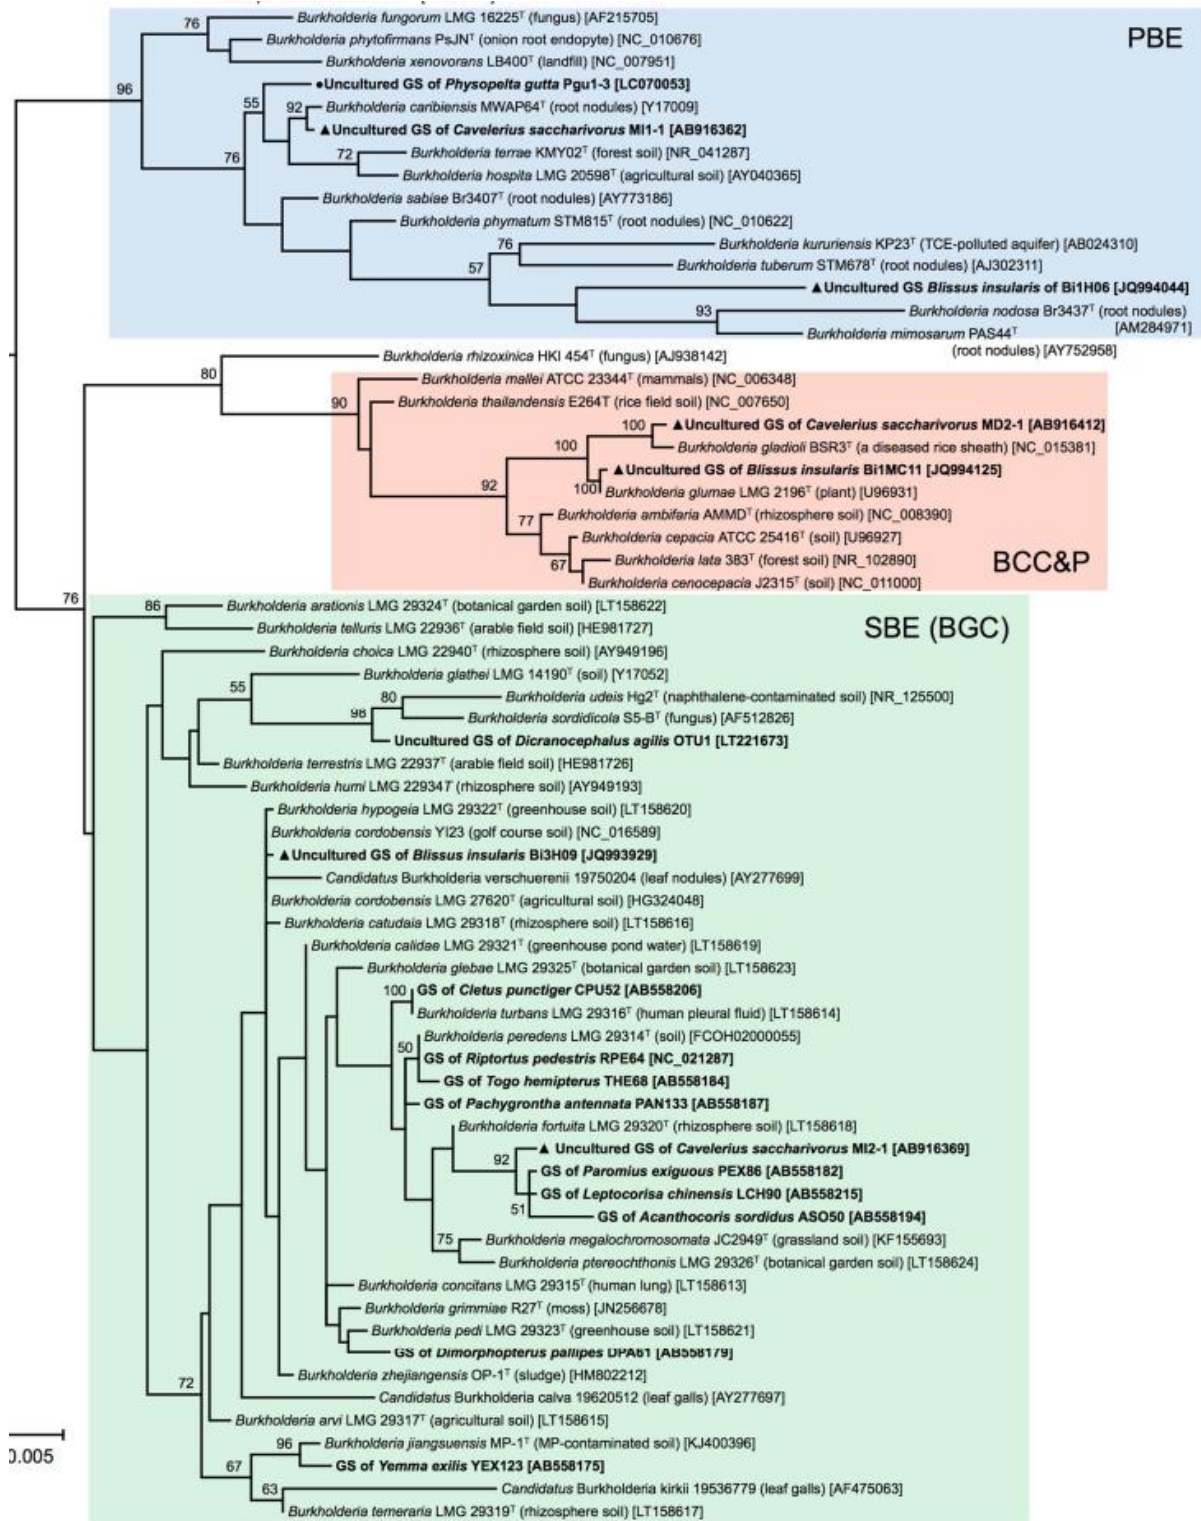 Burkholderia fungorum LMG 16225T (fungus) [AF215705]
76
PBE
Burkholderia phytofirmans PsJNT (onion root endopyte) [NC_010676]
Burkholderia xenovorans LB400T (landfill) [NC_007951]
96
●Uncultured GS of Physopelta gutta Pgu1-3 [LC070053]
55
92
Burkholderia caribiensis MWAP64T (root nodules) [Y17009]
▲Uncultured GS of Cavelerius saccharivorus MI1-1 [AB916362]
76
72
Burkholderia terrae KMY02T (forest soil) [NR_041287]
Burkholderia hospita LMG 20598T (agricultural soil) [AY040365]
Burkholderia sabiae Br3407T (root nodules) [AY773186]
Burkholderia phymatum STM815T (root nodules) [NC_010622]
76
Burkholderia kururiensis KP23T (TCE-polluted aquifer) [AB024310]
57
Burkholderia tuberum STM678T (root nodules) [AJ302311]
▲Uncultured GS Blissus insularis of Bi1H06 [JQ994044]
93
Burkholderia nodosa Br3437T (root nodules)
[AM284971]
Burkholderia mimosarum PAS44T
(root nodules) [AY752958]
Burkholderia rhizoxinica HKI 454T (fungus) [AJ938142]
80
Burkholderia mallei ATCC 23344T (mammals) [NC_006348]
90
Burkholderia thailandensis E264T (rice field soil) [NC_007650]
100
▲Uncultured GS of Cavelerius saccharivorus MD2-1 [AB916412]
100
Burkholderia gladioli BSR3T (a diseased rice sheath) [NC_015381]
▲Uncultured GS of Blissus insularis Bi1MC11 [JQ994125]
92
100
Burkholderia glumae LMG 2196T (plant) [U96931]
77
Burkholderia ambifaria AMMDT (rhizosphere soil) [NC_008390]
Burkholderia cepacia ATCC 25416T (soil) [U96927]
67
Burkholderia lata 383T (forest soil) [NR_102890]
BCC&P
Burkholderia cenocepacia J2315T (soil) [NC_011000]
76
86
Burkholderia arationis LMG 29324T (botanical garden soil) [LT158622]
Burkholderia telluris LMG 22936T (arable field soil) [HE981727]
SBE (BGC)
Burkholderia choica LMG 22940T (rhizosphere soil) [AY949196]
Burkholderia glathei LMG 14190T (soil) [Y17052]
55
80
Burkholderia udeis Hg2T (naphthalene-contaminated soil) [NR_125500]
98
Burkholderia sordidicola S5-BT (fungus) [AF512826]
Uncultured GS of Dicranocephalus agilis OTU1 [LT221673]
Burkholderia terrestris LMG 22937T (arable field soil) [HE981726]
Burkholderia humi LMG 22934T (rhizosphere soil) [AY949193]
Burkholderia hypogeia LMG 29322T (greenhouse soil) [LT158620]
Burkholderia cordobensis YI23 (golf course soil) [NC_016589]
▲Uncultured GS of Blissus insularis Bi3H09 [JQ993929]
Candidatus Burkholderia verschuerenii 19750204 (leaf nodules) [AY277699]
Burkholderia cordobensis LMG 27620T (agricultural soil) [HG324048]
Burkholderia catudaia LMG 29318T (rhizosphere soil) [LT158616]
Burkholderia calidae LMG 29321T (greenhouse pond water) [LT158619]
Burkholderia glebae LMG 29325T (botanical garden soil) [LT158623]
100
GS of Cletus punctiger CPU52 [AB558206]
Burkholderia turbans LMG 29316T (human pleural fluid) [LT158614]
Burkholderia peredens LMG 29314T (soil) [FCOH02000055]
50
GS of Riptortus pedestris RPE64 [NC_021287]
GS of Togo hemipterus THE68 [AB558184]
GS of Pachygrontha antennata PAN133 [AB558187]
Burkholderia fortuita LMG 29320T (rhizosphere soil) [LT158618]
92
▲ Uncultured GS of Cavelerius saccharivorus MI2-1 [AB916369]
GS of Paromius exiguous PEX86 [AB558182]
GS of Leptocorisa chinensis LCH90 [AB558215]
51
GS of Acanthocoris sordidus ASO50 [AB558194]
75
Burkholderia megalochromosomata JC2949T (grassland soil) [KF155693]
Burkholderia ptereochthonis LMG 29326T (botanical garden soil) [LT158624]
Burkholderia concitans LMG 29315T (human lung) [LT158613]
Burkholderia grimmiae R27T (moss) [JN256678]
Burkholderia pedi LMG 29323T (greenhouse soil) [LT158621]
GS of Dimorphopterus pallipes DPA61 [AB558179]
Burkholderia zhejiangensis OP-1T (sludge) [HM802212]
72
Candidatus Burkholderia calva 19620512 (leaf galls) [AY277697]
Burkholderia arvi LMG 29317T (agricultural soil) [LT158615]
0.005
96
Burkholderia jiangsuensis MP-1T (MP-contaminated soil) [KJ400396]
67
GS of Yemma exilis YEX123 [AB558175]
63
Candidatus Burkholderia kirkii 19536779 (leaf galls) [AF475063]
Burkholderia temeraria LMG 29319T (rhizosphere soil) [LT158617]